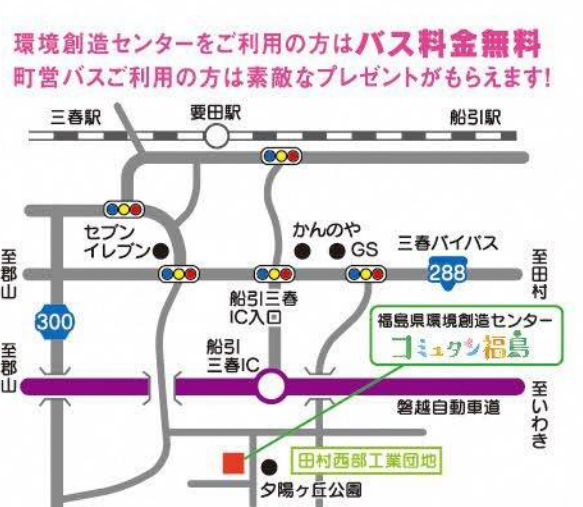 環境創造センターをご利用の方はバス料金無料
町営バスご利用の方は素敵なプレゼントがもらえます!
三春駅
要田駅
船引駅
セブン
イレブン
かんのや
GS
三春バイパス
288
至郡山
至田村
300
船引三春
IC入口
福島県環境創造センター
コミュタン福島
船引
三春IC
至郡山
磐越自動車道
至いわき
田村西部工業団地
夕陽ヶ丘公園